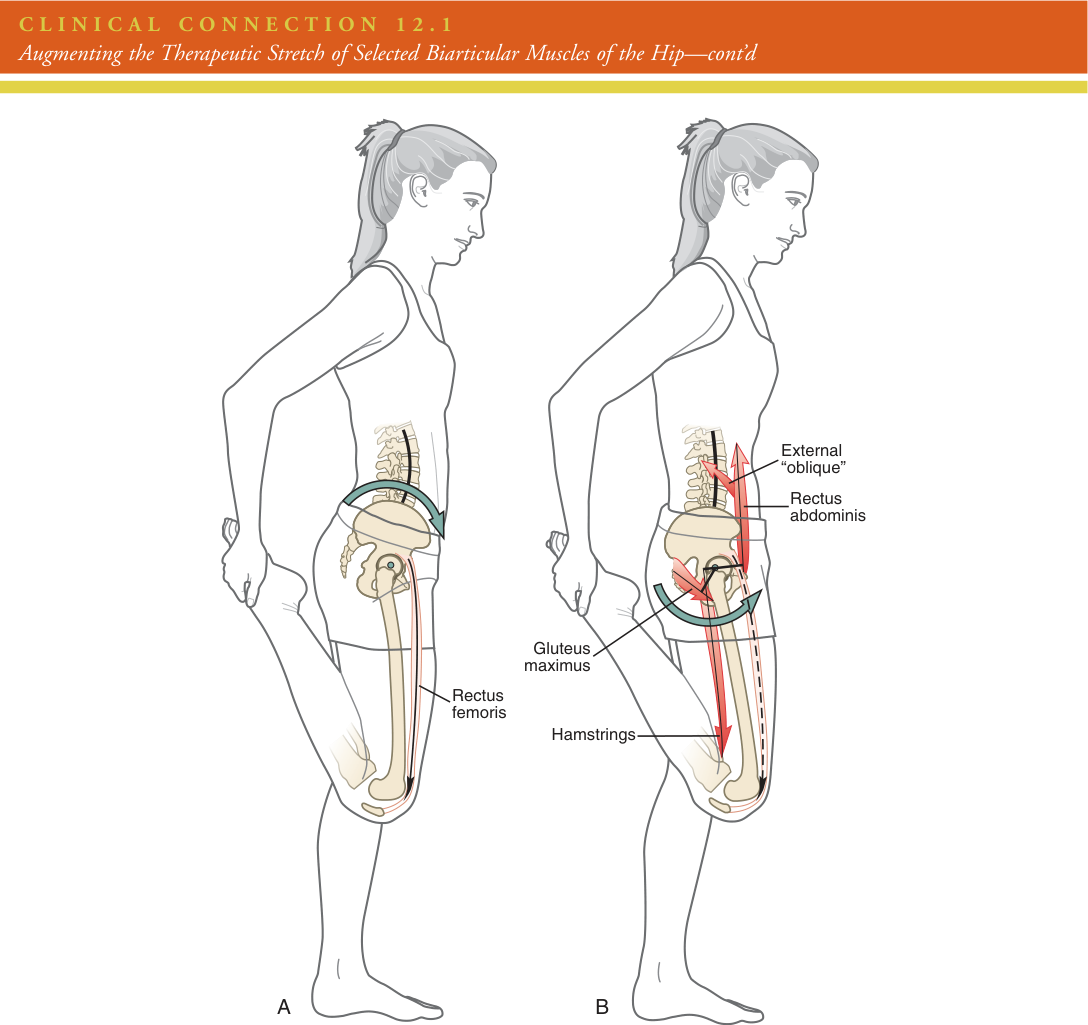 CLINICAL CONNECTION 12.1
Augmenting the Therapeutic Stretch of Selected Biarticular Muscles of the Hip—cont'd
External
“oblique”
Rectus
abdominis
Gluteus
maximus
Rectus
femoris
Hamstrings
A
B